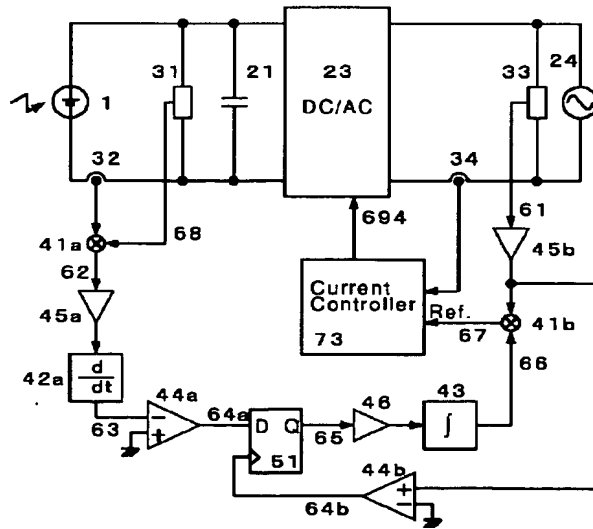 31
21
23
33
24
1
DC/AC
32
34
694
61
41a
68
45b
62
Current
Controller
Ref.
45a
73
67
41b
66
42a
d
dt
44a
46
43
64a
−
+
D Q
∫
63
65
51
44b
+
−
64b